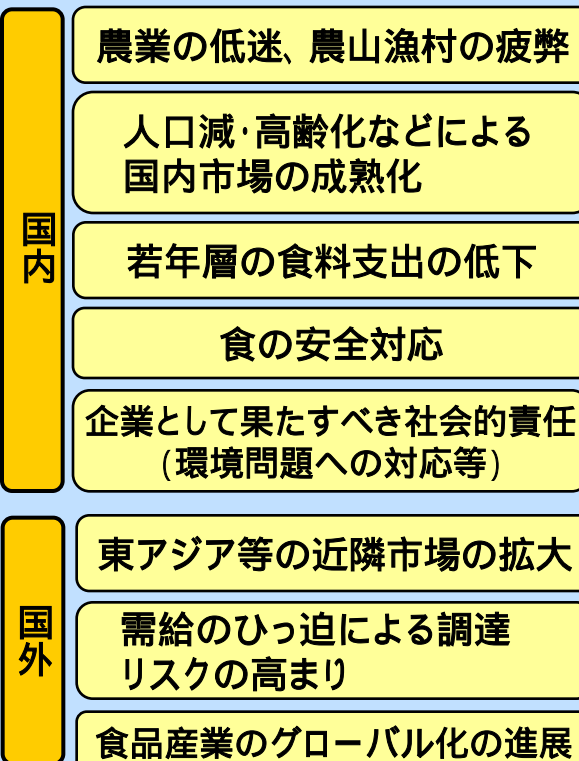 国内
農業の低迷、農山漁村の疲弊
人口減・高齢化などによる
国内市場の成熟化
若年層の食料支出の低下
食の安全対応
企業として果たすべき社会的責任
(環境問題への対応等)
国外
東アジア等の近隣市場の拡大
需給のひっ迫による調達
リスクの高まり
食品産業のグローバル化の進展